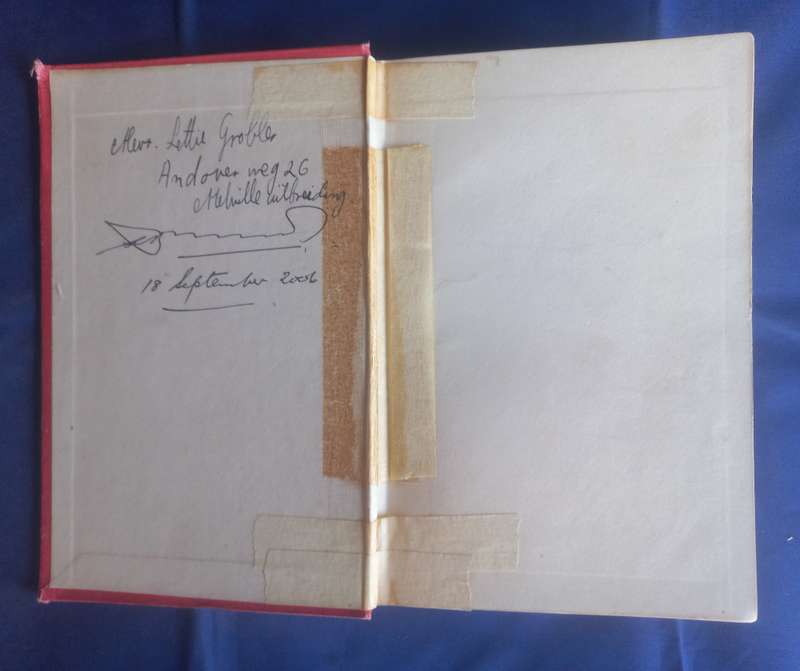 Mevr. Lettie Grobler
Andover weg 26
Melville uitbreiding
18 September 2006